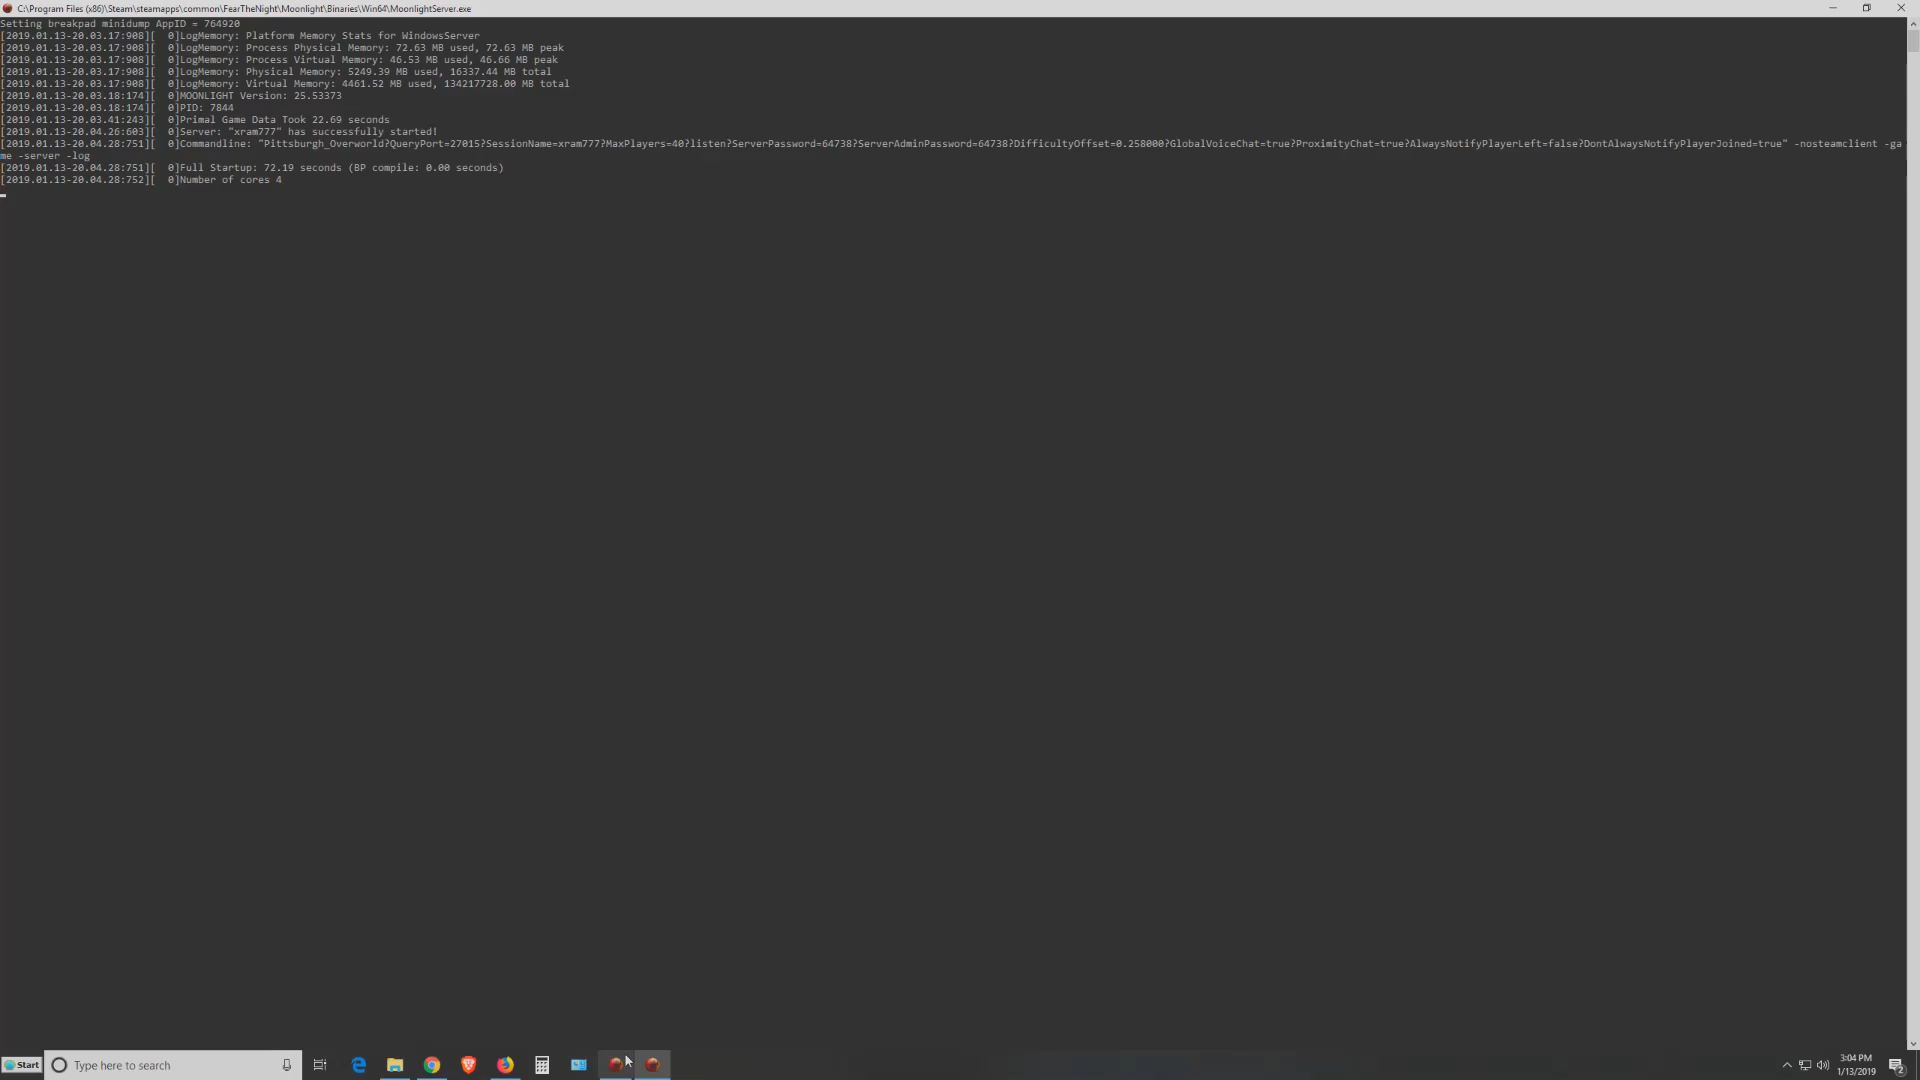 C:\Program Files (x86)\Steam\steamapps\common\FearTheNight\Moonlight\Binaries\Win64\MoonlightServer.exe
Setting breakpad minidump AppID = 764920
[2019.01.13-20.03.17:908][  0]LogMemory: Platform Memory Stats for WindowsServer
[2019.01.13-20.03.17:908][  0]LogMemory: Process Physical Memory: 72.63 MB used, 72.63 MB peak
[2019.01.13-20.03.17:908][  0]LogMemory: Process Virtual Memory: 46.53 MB used, 46.66 MB peak
[2019.01.13-20.03.17:908][  0]LogMemory: Physical Memory: 5249.39 MB used, 16337.44 MB total
[2019.01.13-20.03.17:908][  0]LogMemory: Virtual Memory: 4461.52 MB used, 134217728.00 MB total
[2019.01.13-20.03.18:174][  0]MOONLIGHT Version: 25.53373
[2019.01.13-20.03.18:174][  0]PID: 7844
[2019.01.13-20.03.41:243][  0]Primal Game Data Took 22.69 seconds
[2019.01.13-20.04.26:603][  0]Server: "xram777" has successfully started!
[2019.01.13-20.04.28:751][  0]Commandline: "Pittsburgh_Overworld?QueryPort=27015?SessionName=xram777?MaxPlayers=40?listen?ServerPassword=64738?ServerAdminPassword=64738?DifficultyOffset=0.258000?GlobalVoiceChat=true?ProximityChat=true?AlwaysNotifyPlayerLeft=false?DontAlwaysNotifyPlayerJoined=true" -nosteamclient -ga
me -server -log
[2019.01.13-20.04.28:751][  0]Full Startup: 72.19 seconds (BP compile: 0.00 seconds)
[2019.01.13-20.04.28:752][  0]Number of cores 4
Start
Type here to search
3:04 PM
1/13/2019
2